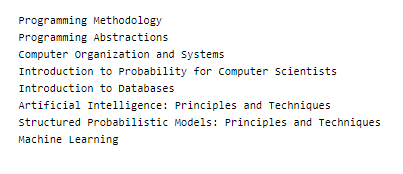 Programming Methodology
Programming Abstractions
Computer Organization and Systems
Introduction to Probability for Computer Scientists
Introduction to Databases
Artificial Intelligence: Principles and Techniques
Structured Probabilistic Models: Principles and Techniques
Machine Learning